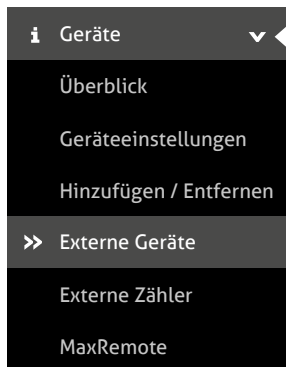 Geräte
Überblick
Geräteeinstellungen
Hinzufügen / Entfernen
Externe Geräte
Externe Zähler
MaxRemote